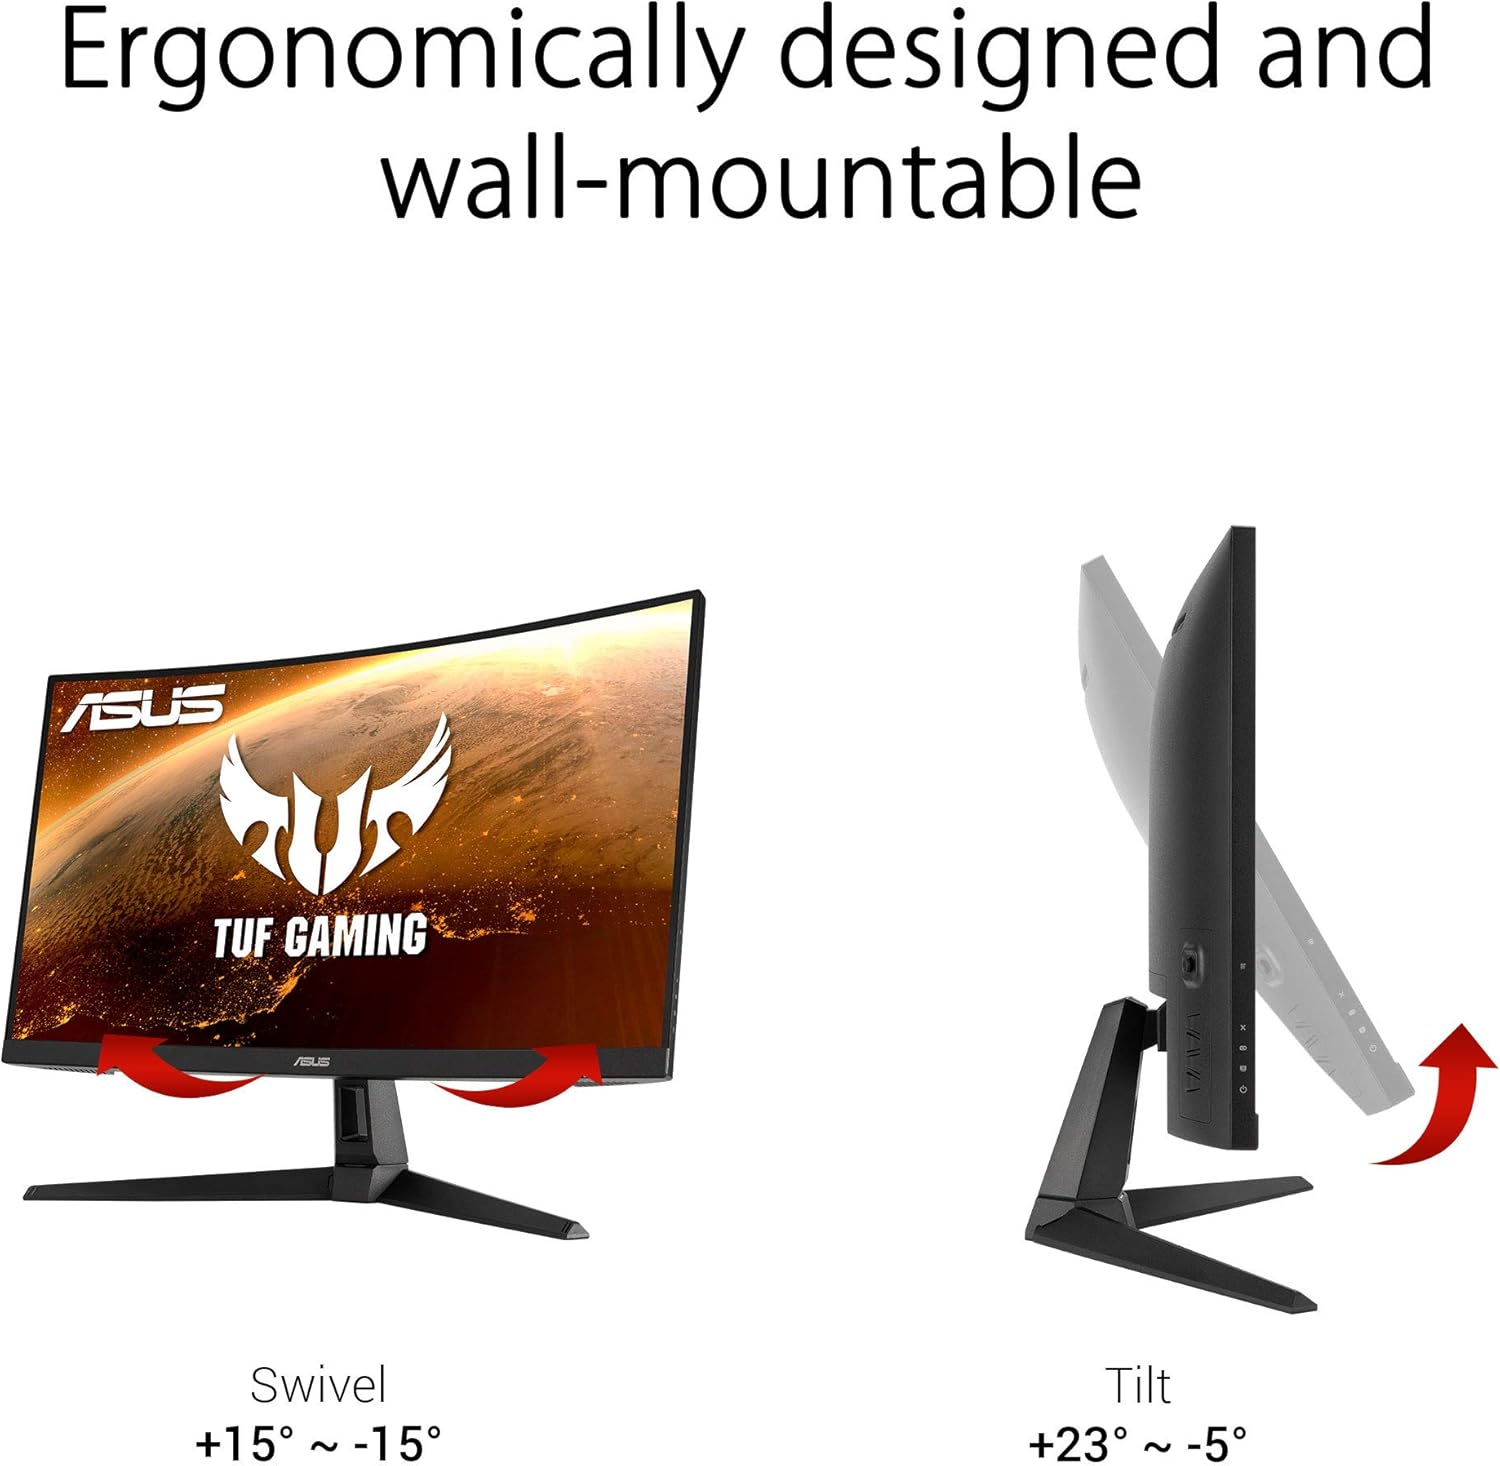 Ergonomically designed and
wall-mountable
ASUS
TUF GAMING
ASUS
Swivel
+15° ~ -15°
Tilt
+23° ~ -5°